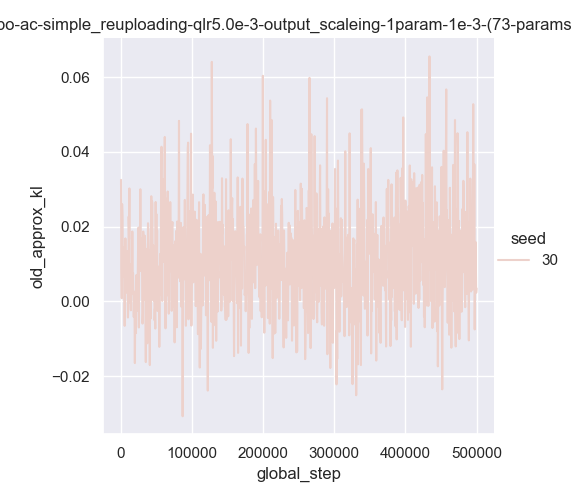 po-ac-simple_reuploading-qlr5.0e-3-output_scaleing-1param-1e-3-(73-params
0.06
0.04
0.02
0.00
−0.02
old_approx_kl
0 100000 200000 300000 400000 500000
global_step
seed
30